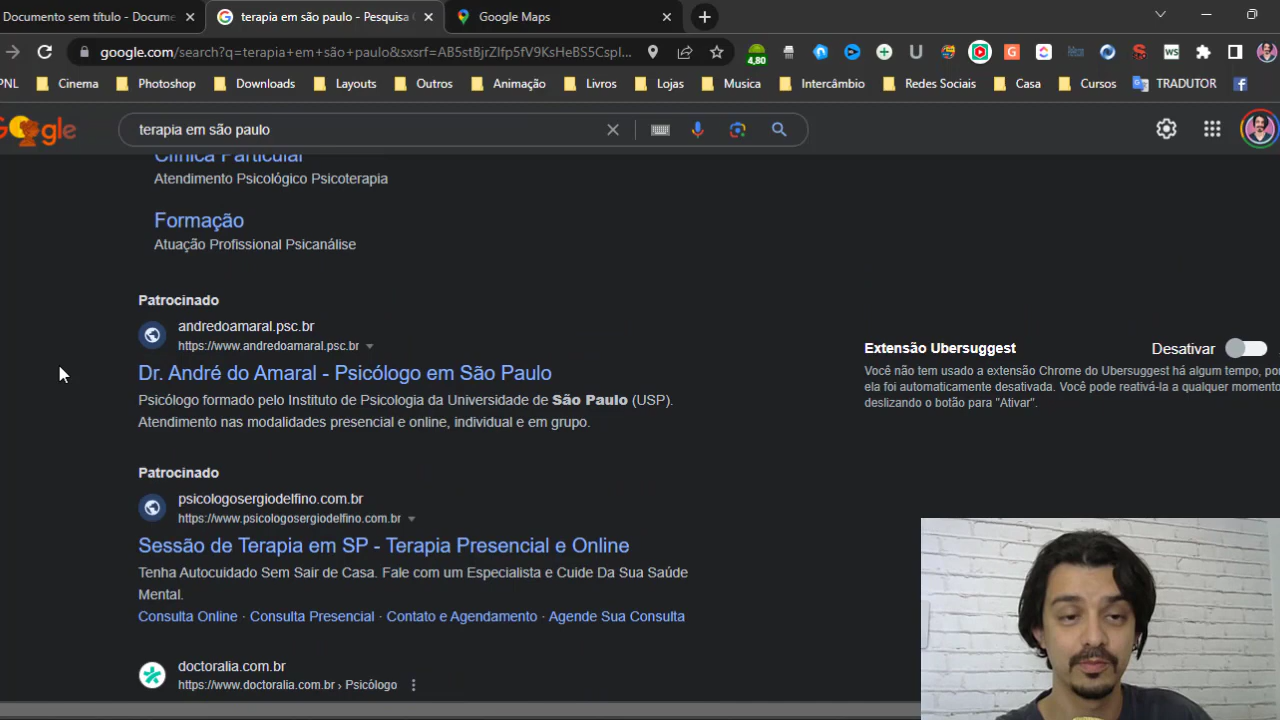 Documento sem título - Docume
terapia em são paulo - Pesquisa
Google Maps
google.com/search?q=terapia+em+são+paulo&sxsrf=AB5stBjrZIfp5fV9KsHeBS5CspI...
4,80
PNL
Cinema
Photoshop
Downloads
Layouts
Outros
Animação
Livros
Lojas
Musica
Intercâmbio
Redes Sociais
Casa
Cursos
TRADUTOR
terapia em são paulo
Clínica Particular
Atendimento Psicológico Psicoterapia
Formação
Atuação Profissional Psicanálise
Patrocinado
andredoamaral.psc.br
https://www.andredoamaral.psc.br
Dr. André do Amaral - Psicólogo em São Paulo
Psicólogo formado pelo Instituto de Psicologia da Universidade de São Paulo (USP).
Atendimento nas modalidades presencial e online, individual e em grupo.
Extensão Ubersuggest
Desativar
Você não tem usado a extensão Chrome do Ubersuggest há algum tempo, por
ela foi automaticamente desativada. Você pode reativá-la a qualquer momento
deslizando o botão para "Ativar".
Patrocinado
psicologosergiodelfino.com.br
https://www.psicologosergiodelfino.com.br
Sessão de Terapia em SP - Terapia Presencial e Online
Tenha Autocuidado Sem Sair de Casa. Fale com um Especialista e Cuide Da Sua Saúde
Mental.
Consulta Online · Consulta Presencial · Contato e Agendamento · Agende Sua Consulta
doctoralia.com.br
https://www.doctoralia.com.br › Psicólogo